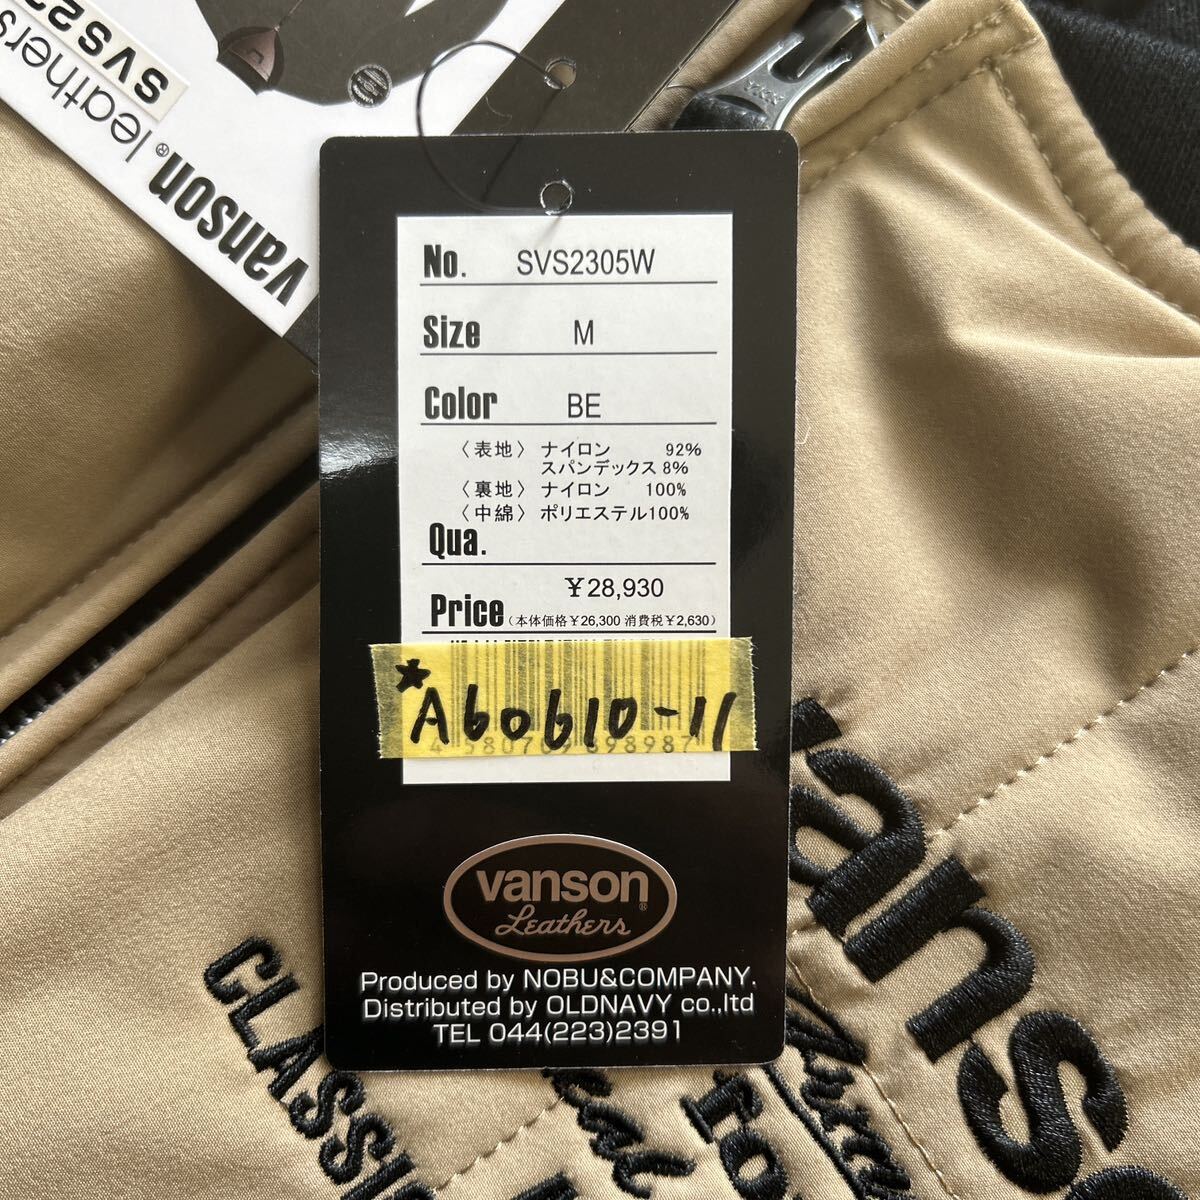 vanson® leathers
SVS23
No. SVS2305W
Size M
Color BE
〈表地〉 ナイロン 92%
スパンデックス 8%
〈裏地〉 ナイロン 100%
〈中綿〉 ポリエステル100%
Qua.
￥28,930
Price (本体価格￥26,300 消費税￥2,630)
*A60610-11
vanson®
Leathers
Produced by NOBU&COMPANY.
Distributed by OLDNAVY co.,ltd
TEL 044(223)2391
vans
CLASSI